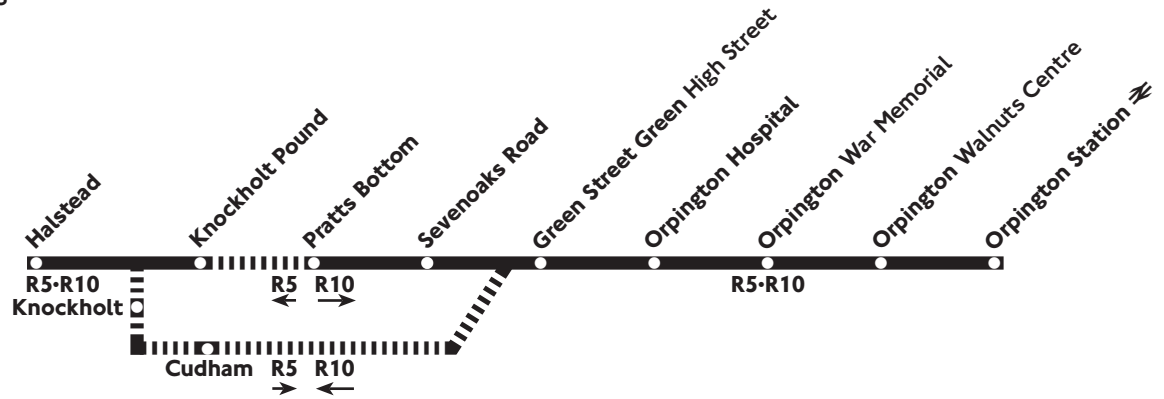 Halstead
Knockholt Pound
Pratts Bottom
Sevenoaks Road
Green Street Green High Street
Orpington Hospital
Orpington War Memorial
Orpington Walnuts Centre
Orpington Station
R5·R10
R5 R10
R5·R10
Knockholt
Cudham
R5 R10